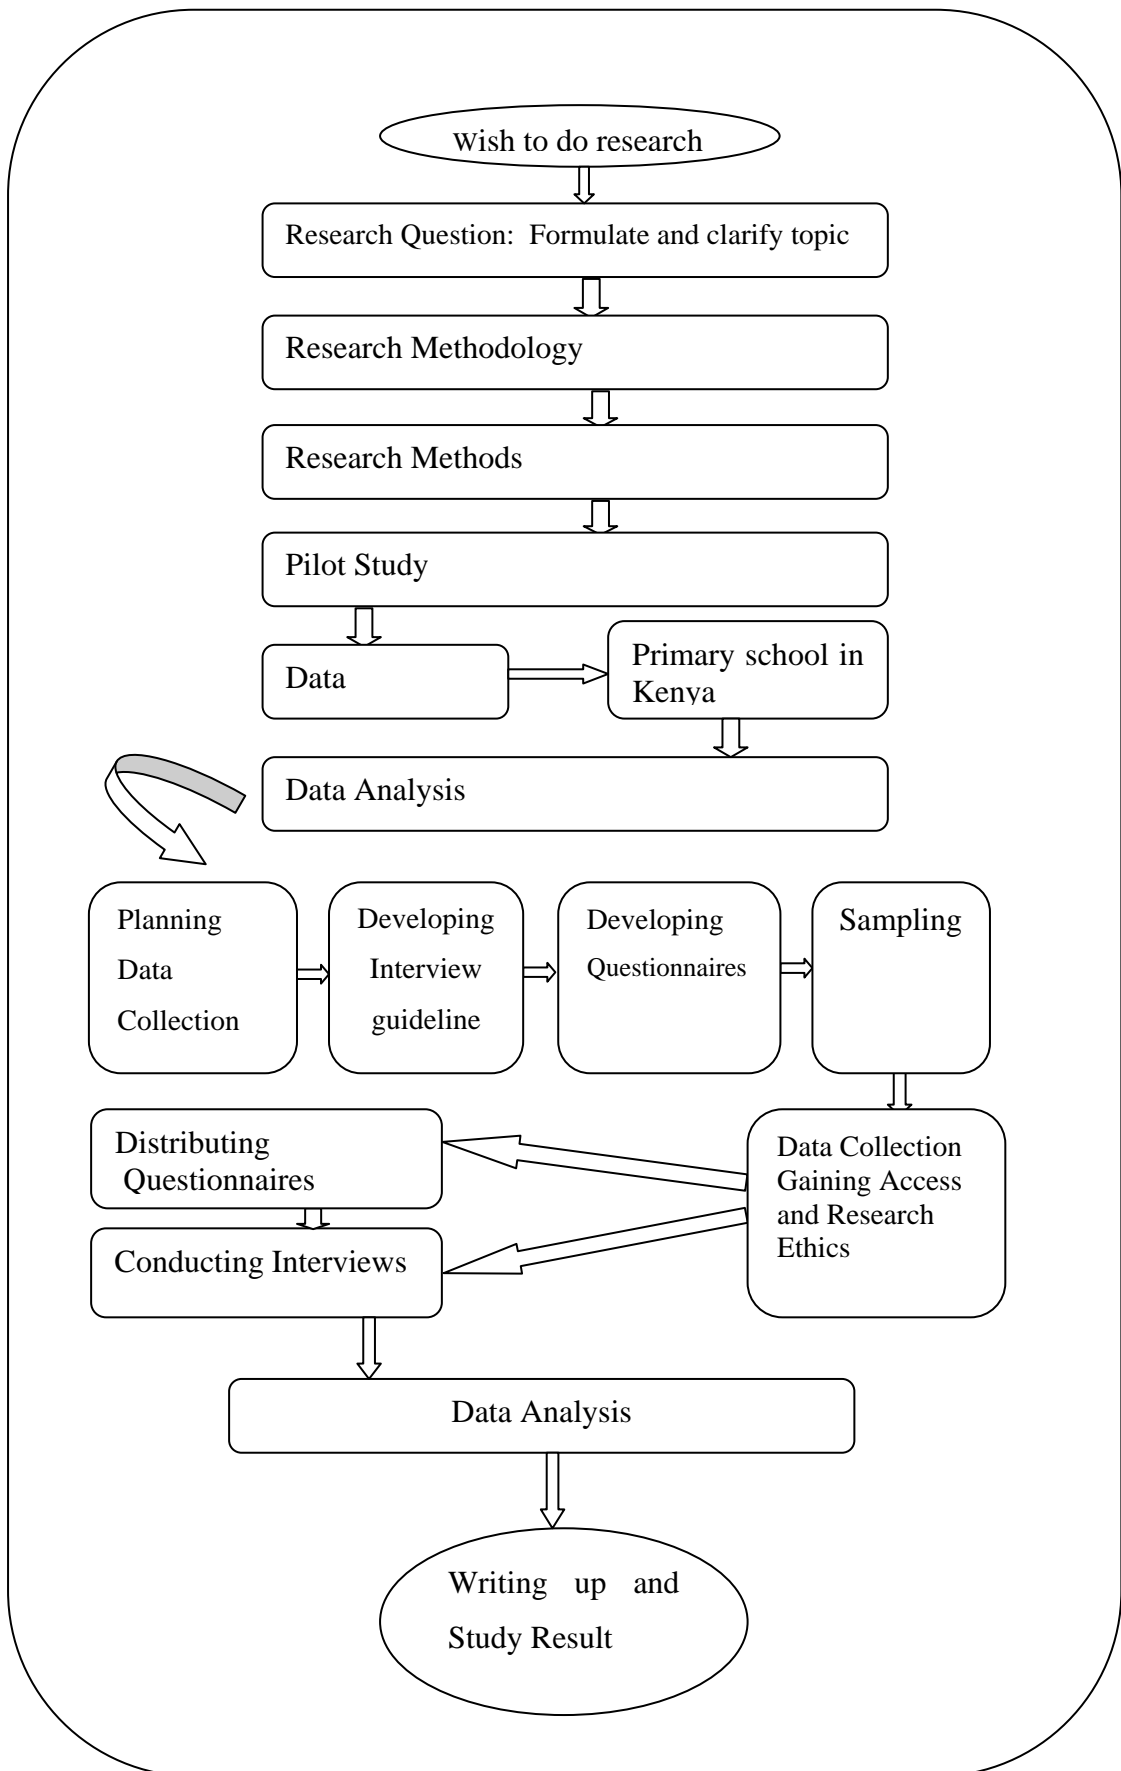 Wish to do research
Research Question: Formulate and clarify topic
Research Methodology
Research Methods
Pilot Study
Data
Primary school in
Kenya
Data Analysis
Planning
Data
Collection
Developing
Interview
guideline
Developing
Questionnaires
Sampling
Distributing
Questionnaires
Data Collection
Gaining Access
and Research
Ethics
Conducting Interviews
Data Analysis
Writing up and
Study Result